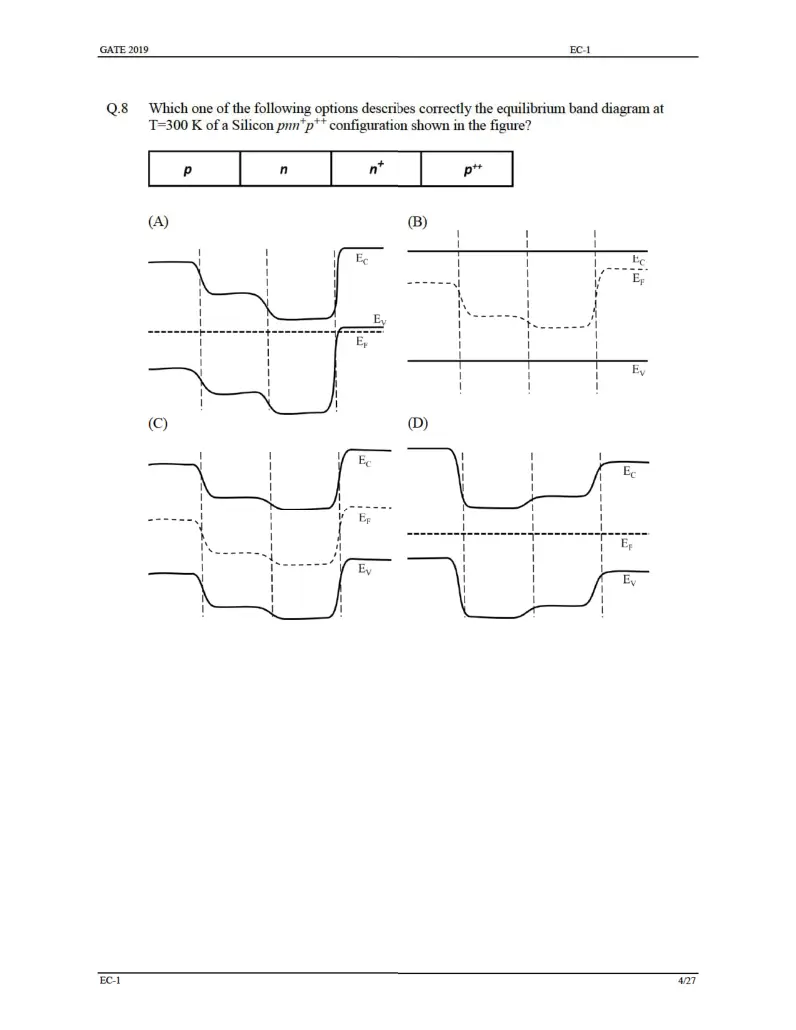 GATE 2019 EC-1
Q.8 Which one of the following options describes correctly the equilibrium band diagram at
T=300 K of a Silicon pnn⁺p⁺⁺ configuration shown in the figure?
p n n⁺ p⁺⁺
(A) (B)
E_C
E_V
E_F
E_C
E_F
E_V
(C) (D)
E_C
E_F
E_V
E_C
E_F
E_V
EC-1 4/27